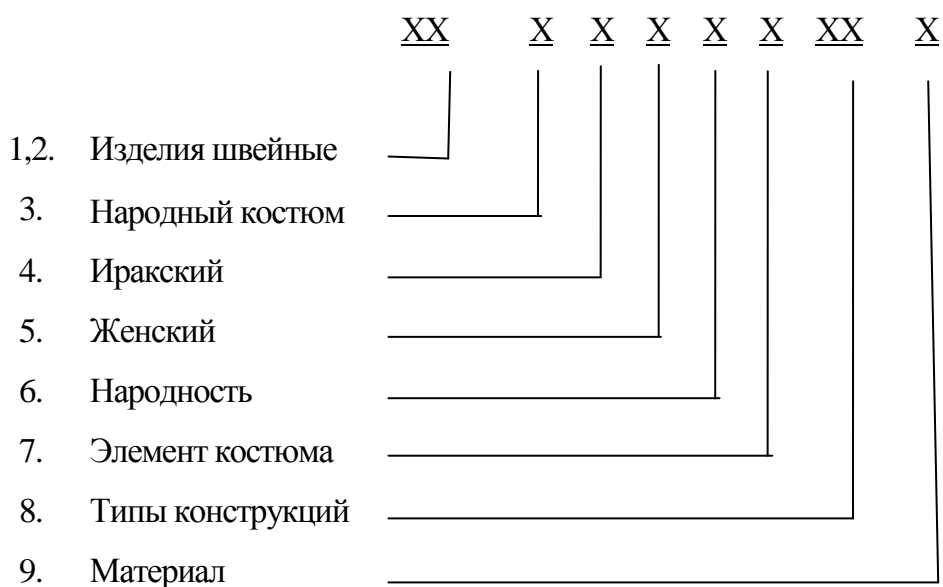 XX X X X X X XX X
1,2. Изделия швейные
3. Народный костюм
4. Иракский
5. Женский
6. Народность
7. Элемент костюма
8. Типы конструкций
9. Материал